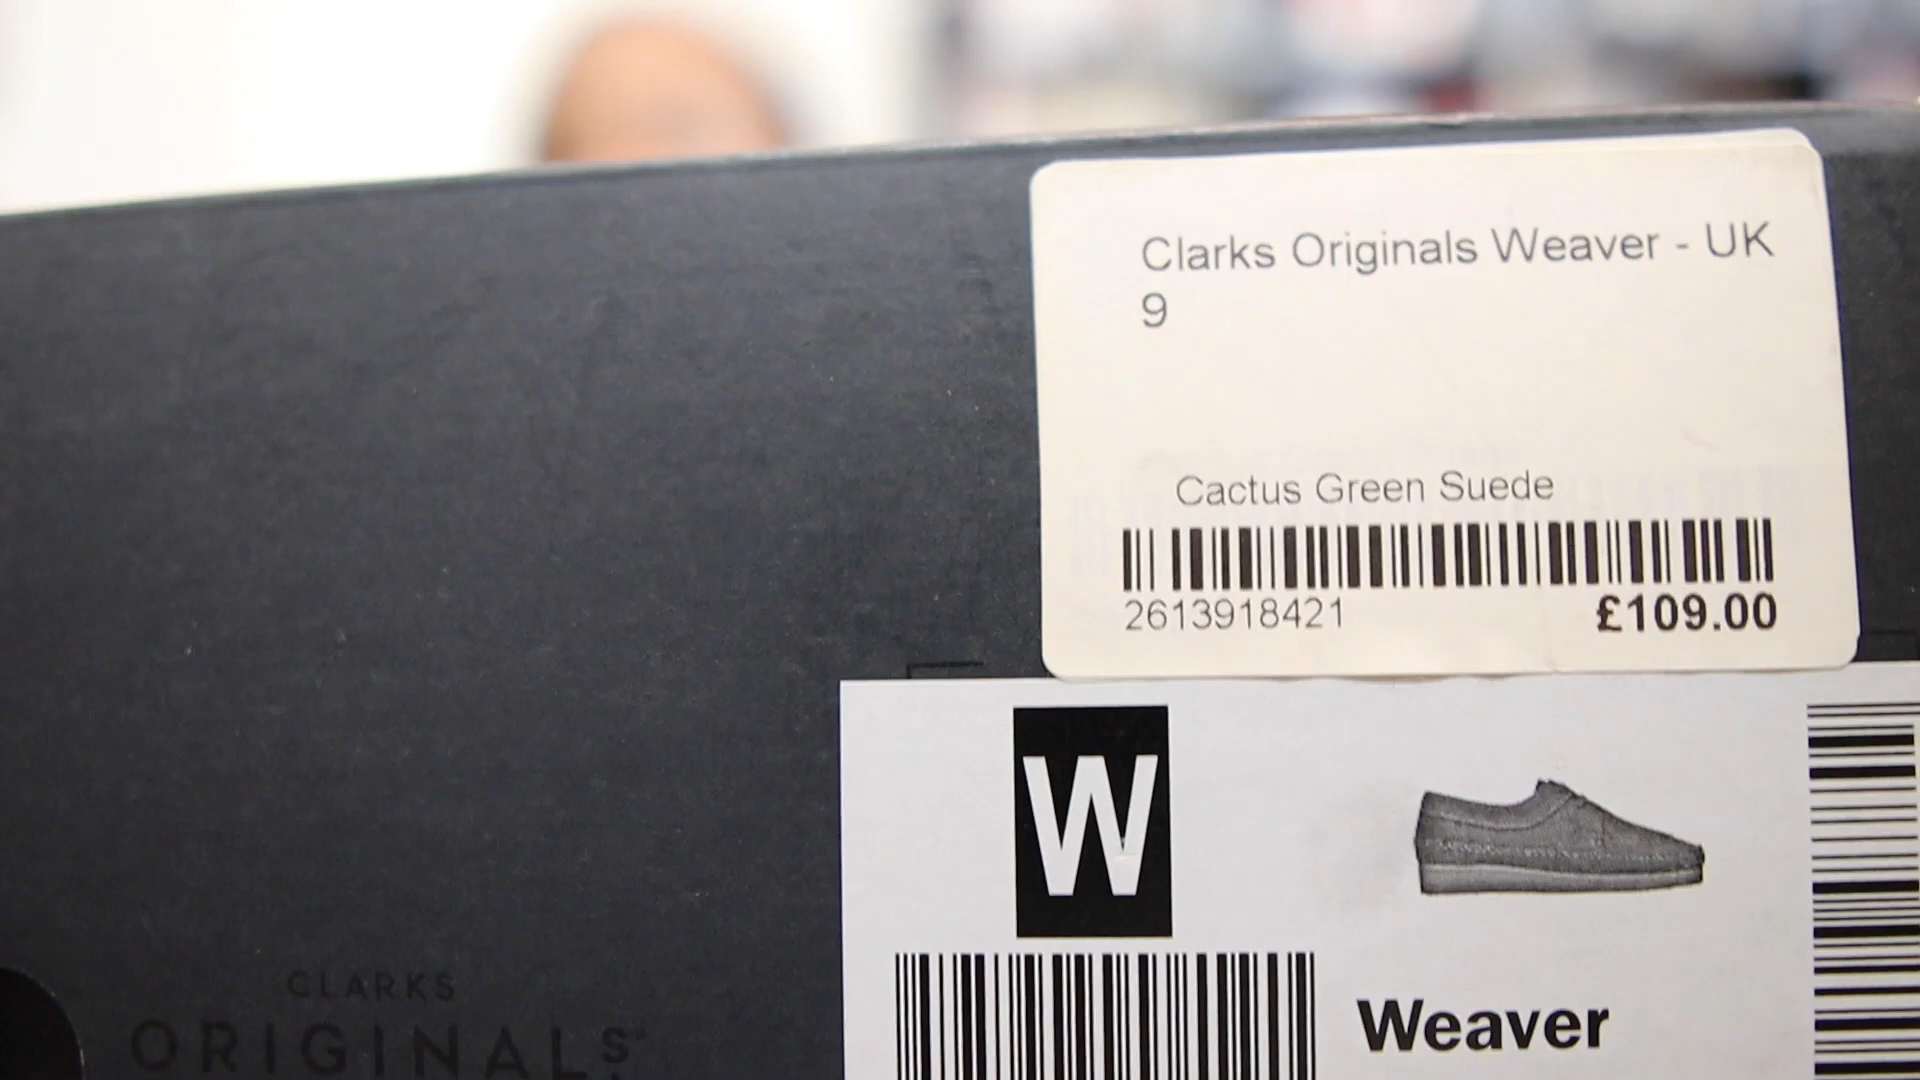 Clarks Originals Weaver - UK
9
Cactus Green Suede
2613918421 £109.00
W
Weaver
CLARKS
ORIGINALS